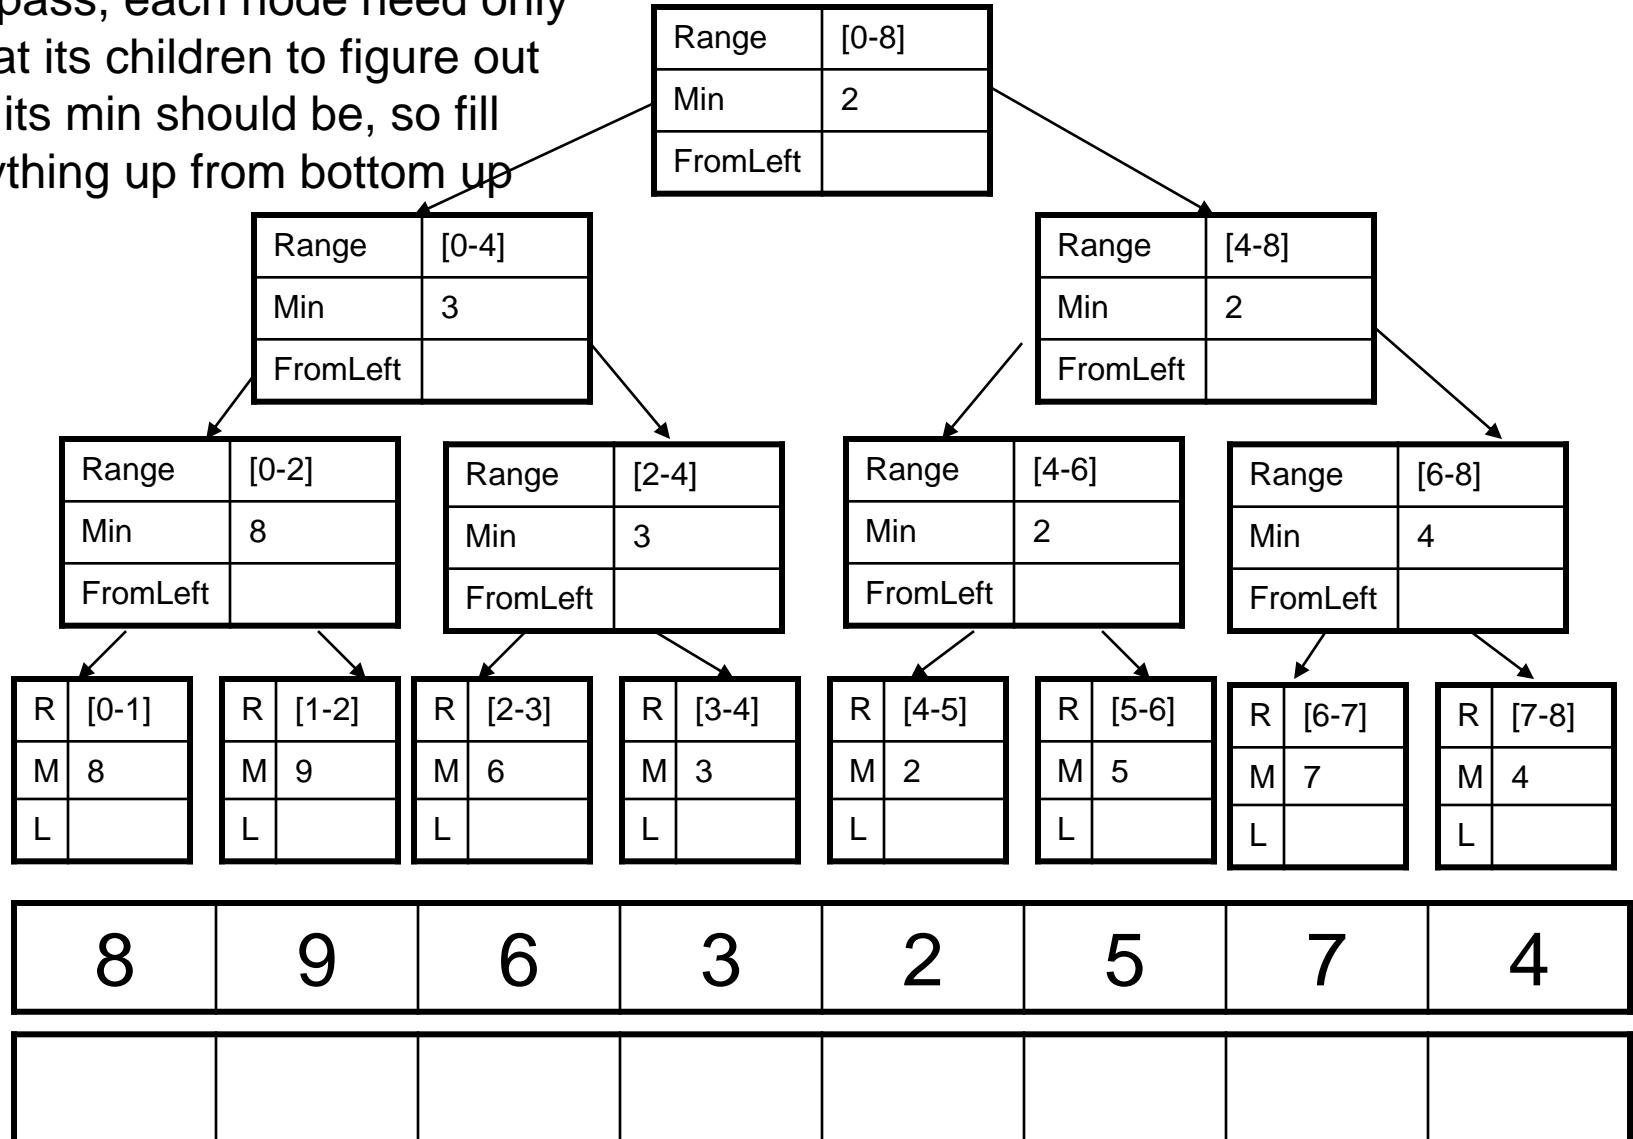 pass, each node need only
at its children to figure out
its min should be, so fill
ything up from bottom up
Range [0-8]
Min 2
FromLeft
Range [0-4]
Min 3
FromLeft
Range [4-8]
Min 2
FromLeft
Range [0-2]
Min 8
FromLeft
Range [2-4]
Min 3
FromLeft
Range [4-6]
Min 2
FromLeft
Range [6-8]
Min 4
FromLeft
R [0-1]
M 8
L
R [1-2]
M 9
L
R [2-3]
M 6
L
R [3-4]
M 3
L
R [4-5]
M 2
L
R [5-6]
M 5
L
R [6-7]
M 7
L
R [7-8]
M 4
L
8 9 6 3 2 5 7 4